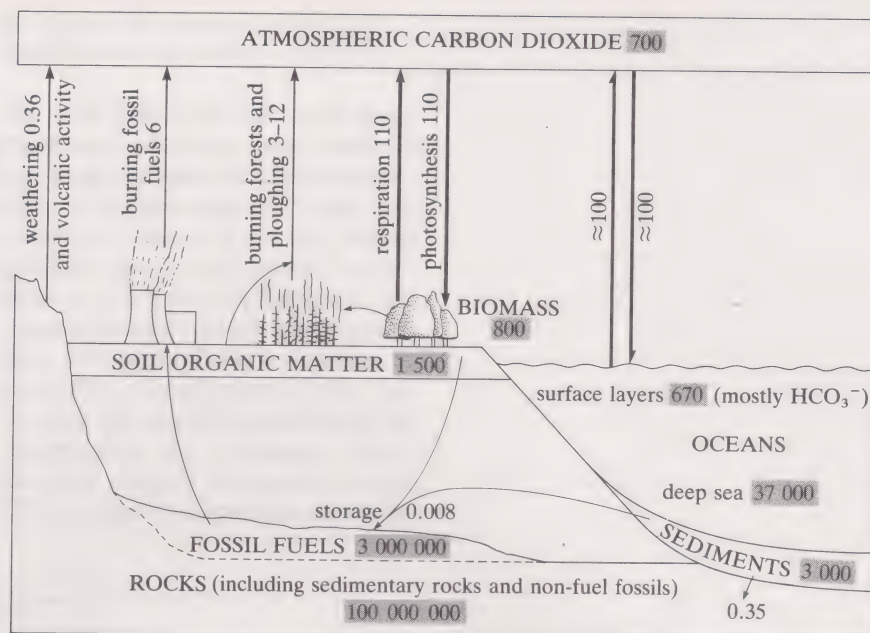 ATMOSPHERIC CARBON DIOXIDE 700
weathering 0.36
and volcanic activity
burning fossil
fuels 6
burning forests and
ploughing 3–12
respiration 110
photosynthesis 110
≈100
≈100
BIOMASS
800
SOIL ORGANIC MATTER 1 500
surface layers 670 (mostly HCO₃⁻)
OCEANS
deep sea 37 000
storage 0.008
FOSSIL FUELS 3 000 000
SEDIMENTS 3 000
ROCKS (including sedimentary rocks and non-fuel fossils)
100 000 000
0.35